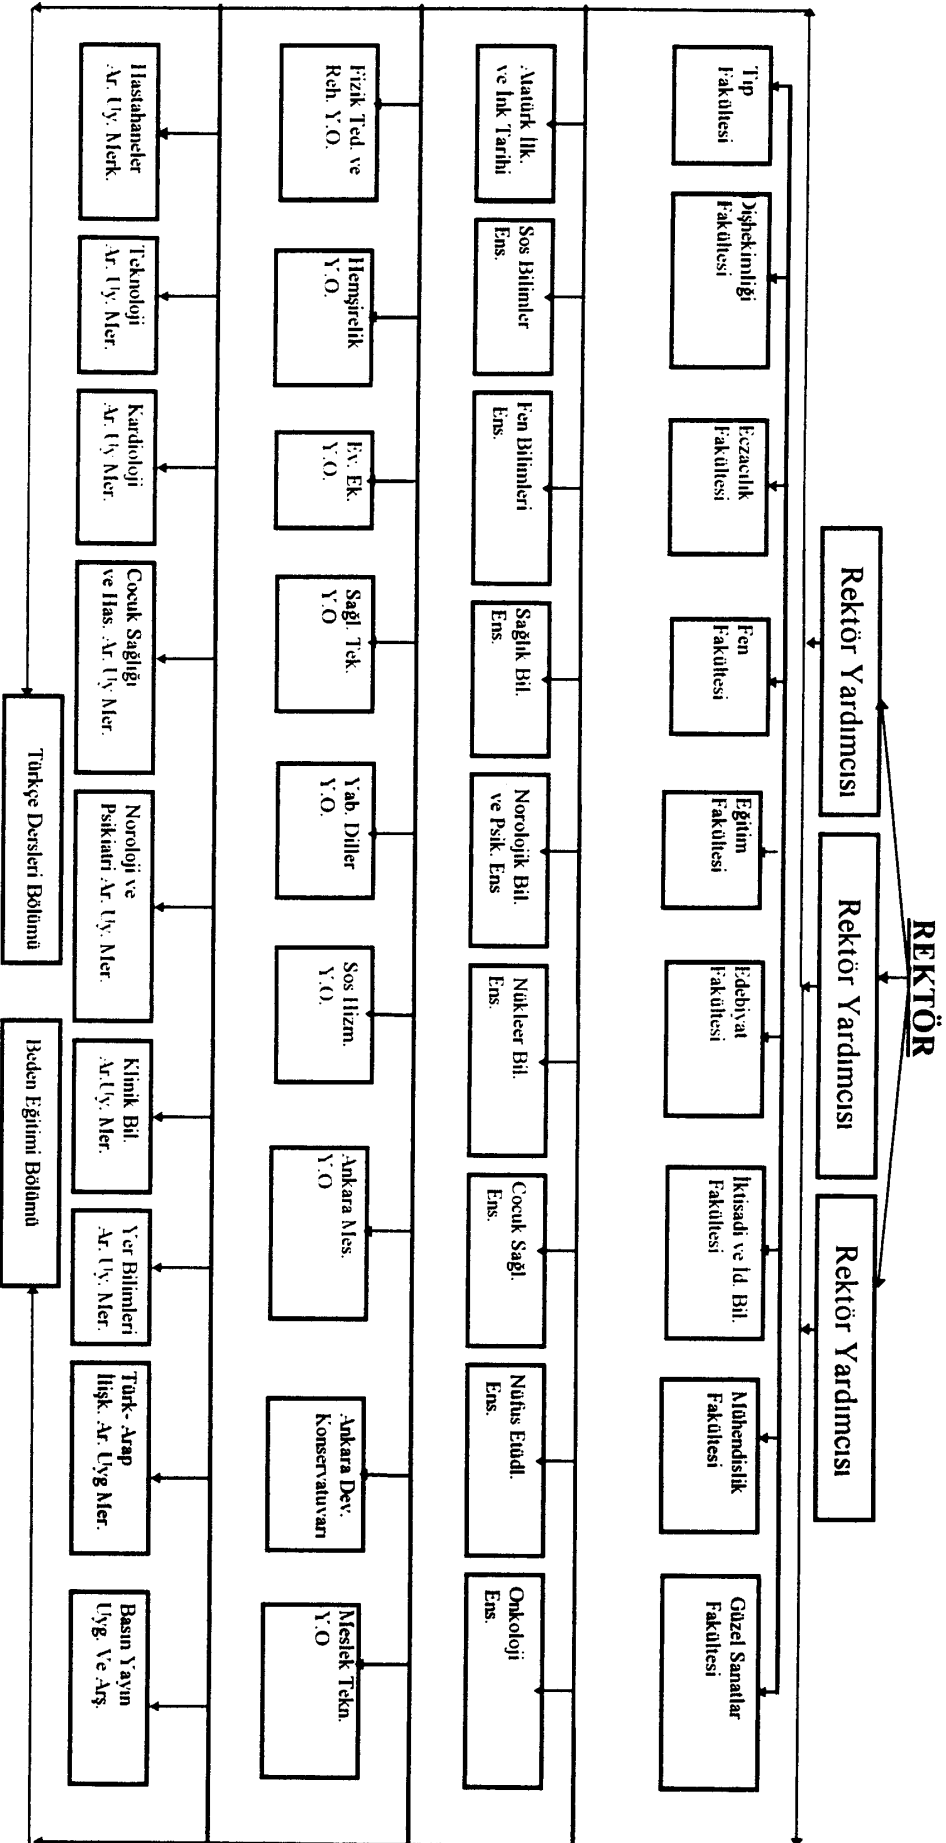 REKTÖR
Rektör Yardımcısı
Rektör Yardımcısı
Rektör Yardımcısı
Tıp
Fakültesi
Dişhekimliği
Fakültesi
Eczacılık
Fakültesi
Fen
Fakültesi
Eğitim
Fakültesi
Edebiyat
Fakültesi
İktisadi ve İd. Bil.
Fakültesi
Mühendislik
Fakültesi
Güzel Sanatlar
Fakültesi
Atatürk İlk.
ve İnk Tarihi
Sos Bilimler
Ens.
Fen Bilimleri
Ens.
Sağlık Bil.
Ens.
Norolojik Bil.
ve Psik. Ens
Nükleer Bil.
Ens.
Cocuk Sağl.
Ens.
Nüfus Etüdl.
Ens.
Onkoloji
Ens.
Fizik Ted. ve
Reh. Y.O.
Hemşirelik
Y.O.
Ev. Ek.
Y.O.
Sağl. Tek.
Y.O
Yab. Diller
Y.O.
Sos Hizm.
Y.O.
Ankara Mes.
Y.O
Ankara Dev.
Konservatuvarı
Meslek Tekn.
Y.O
Hastahaneler
Ar. Uy. Merk.
Teknoloji
Ar. Uy. Mer.
Kardioloji
Ar. Uy Mer.
Cocuk Sağlığı
ve Has. Ar. Uy Mer.
Noroloji ve
Psikiatri Ar. Uy. Mer.
Klinik Bil.
Ar.Uy. Mer.
Yer Bilimleri
Ar. Uy. Mer.
Türk- Arap
İlişk. Ar. Uyg Mer.
Basın Yayın
Uyg. Ve Arş.
Türkçe Dersleri Bölümü
Beden Eğitimi Bölümü